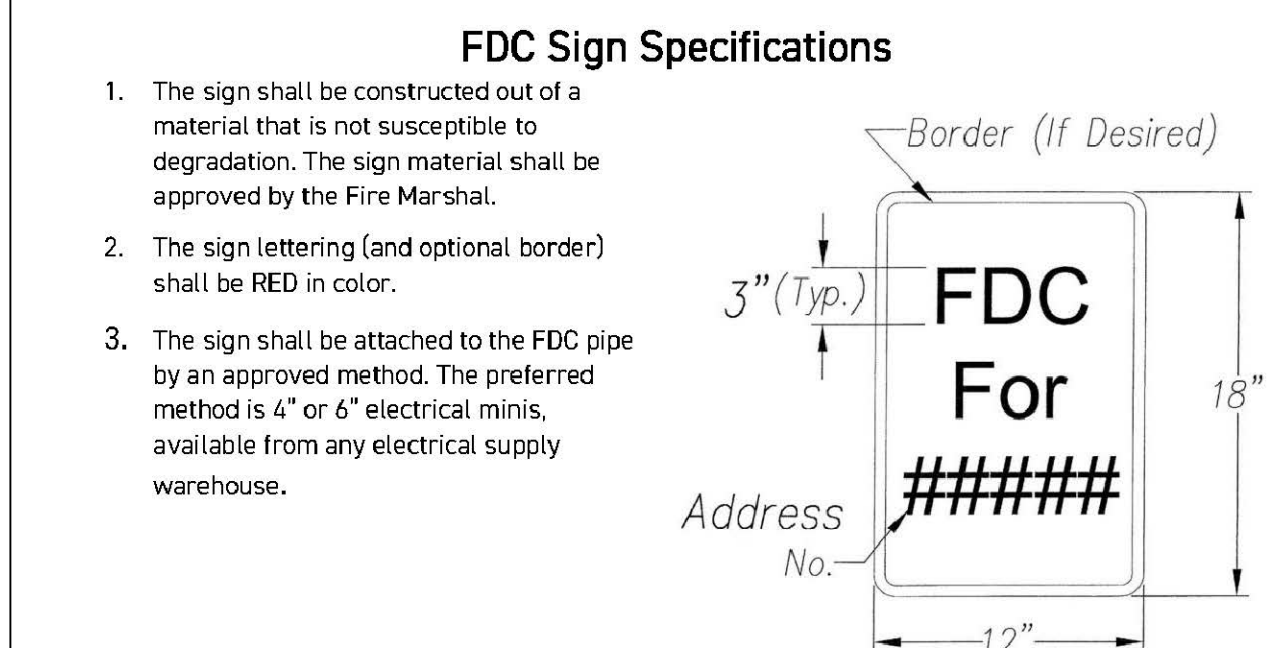 FDC Sign Specifications
1. The sign shall be constructed out of a
material that is not susceptible to
degradation. The sign material shall be
approved by the Fire Marshal.
2. The sign lettering (and optional border)
shall be RED in color.
3. The sign shall be attached to the FDC pipe
by an approved method. The preferred
method is 4" or 6" electrical minis,
available from any electrical supply
warehouse.
Border (If Desired)
3" (Typ.)
FDC
For
#####
18"
Address
No.
12"